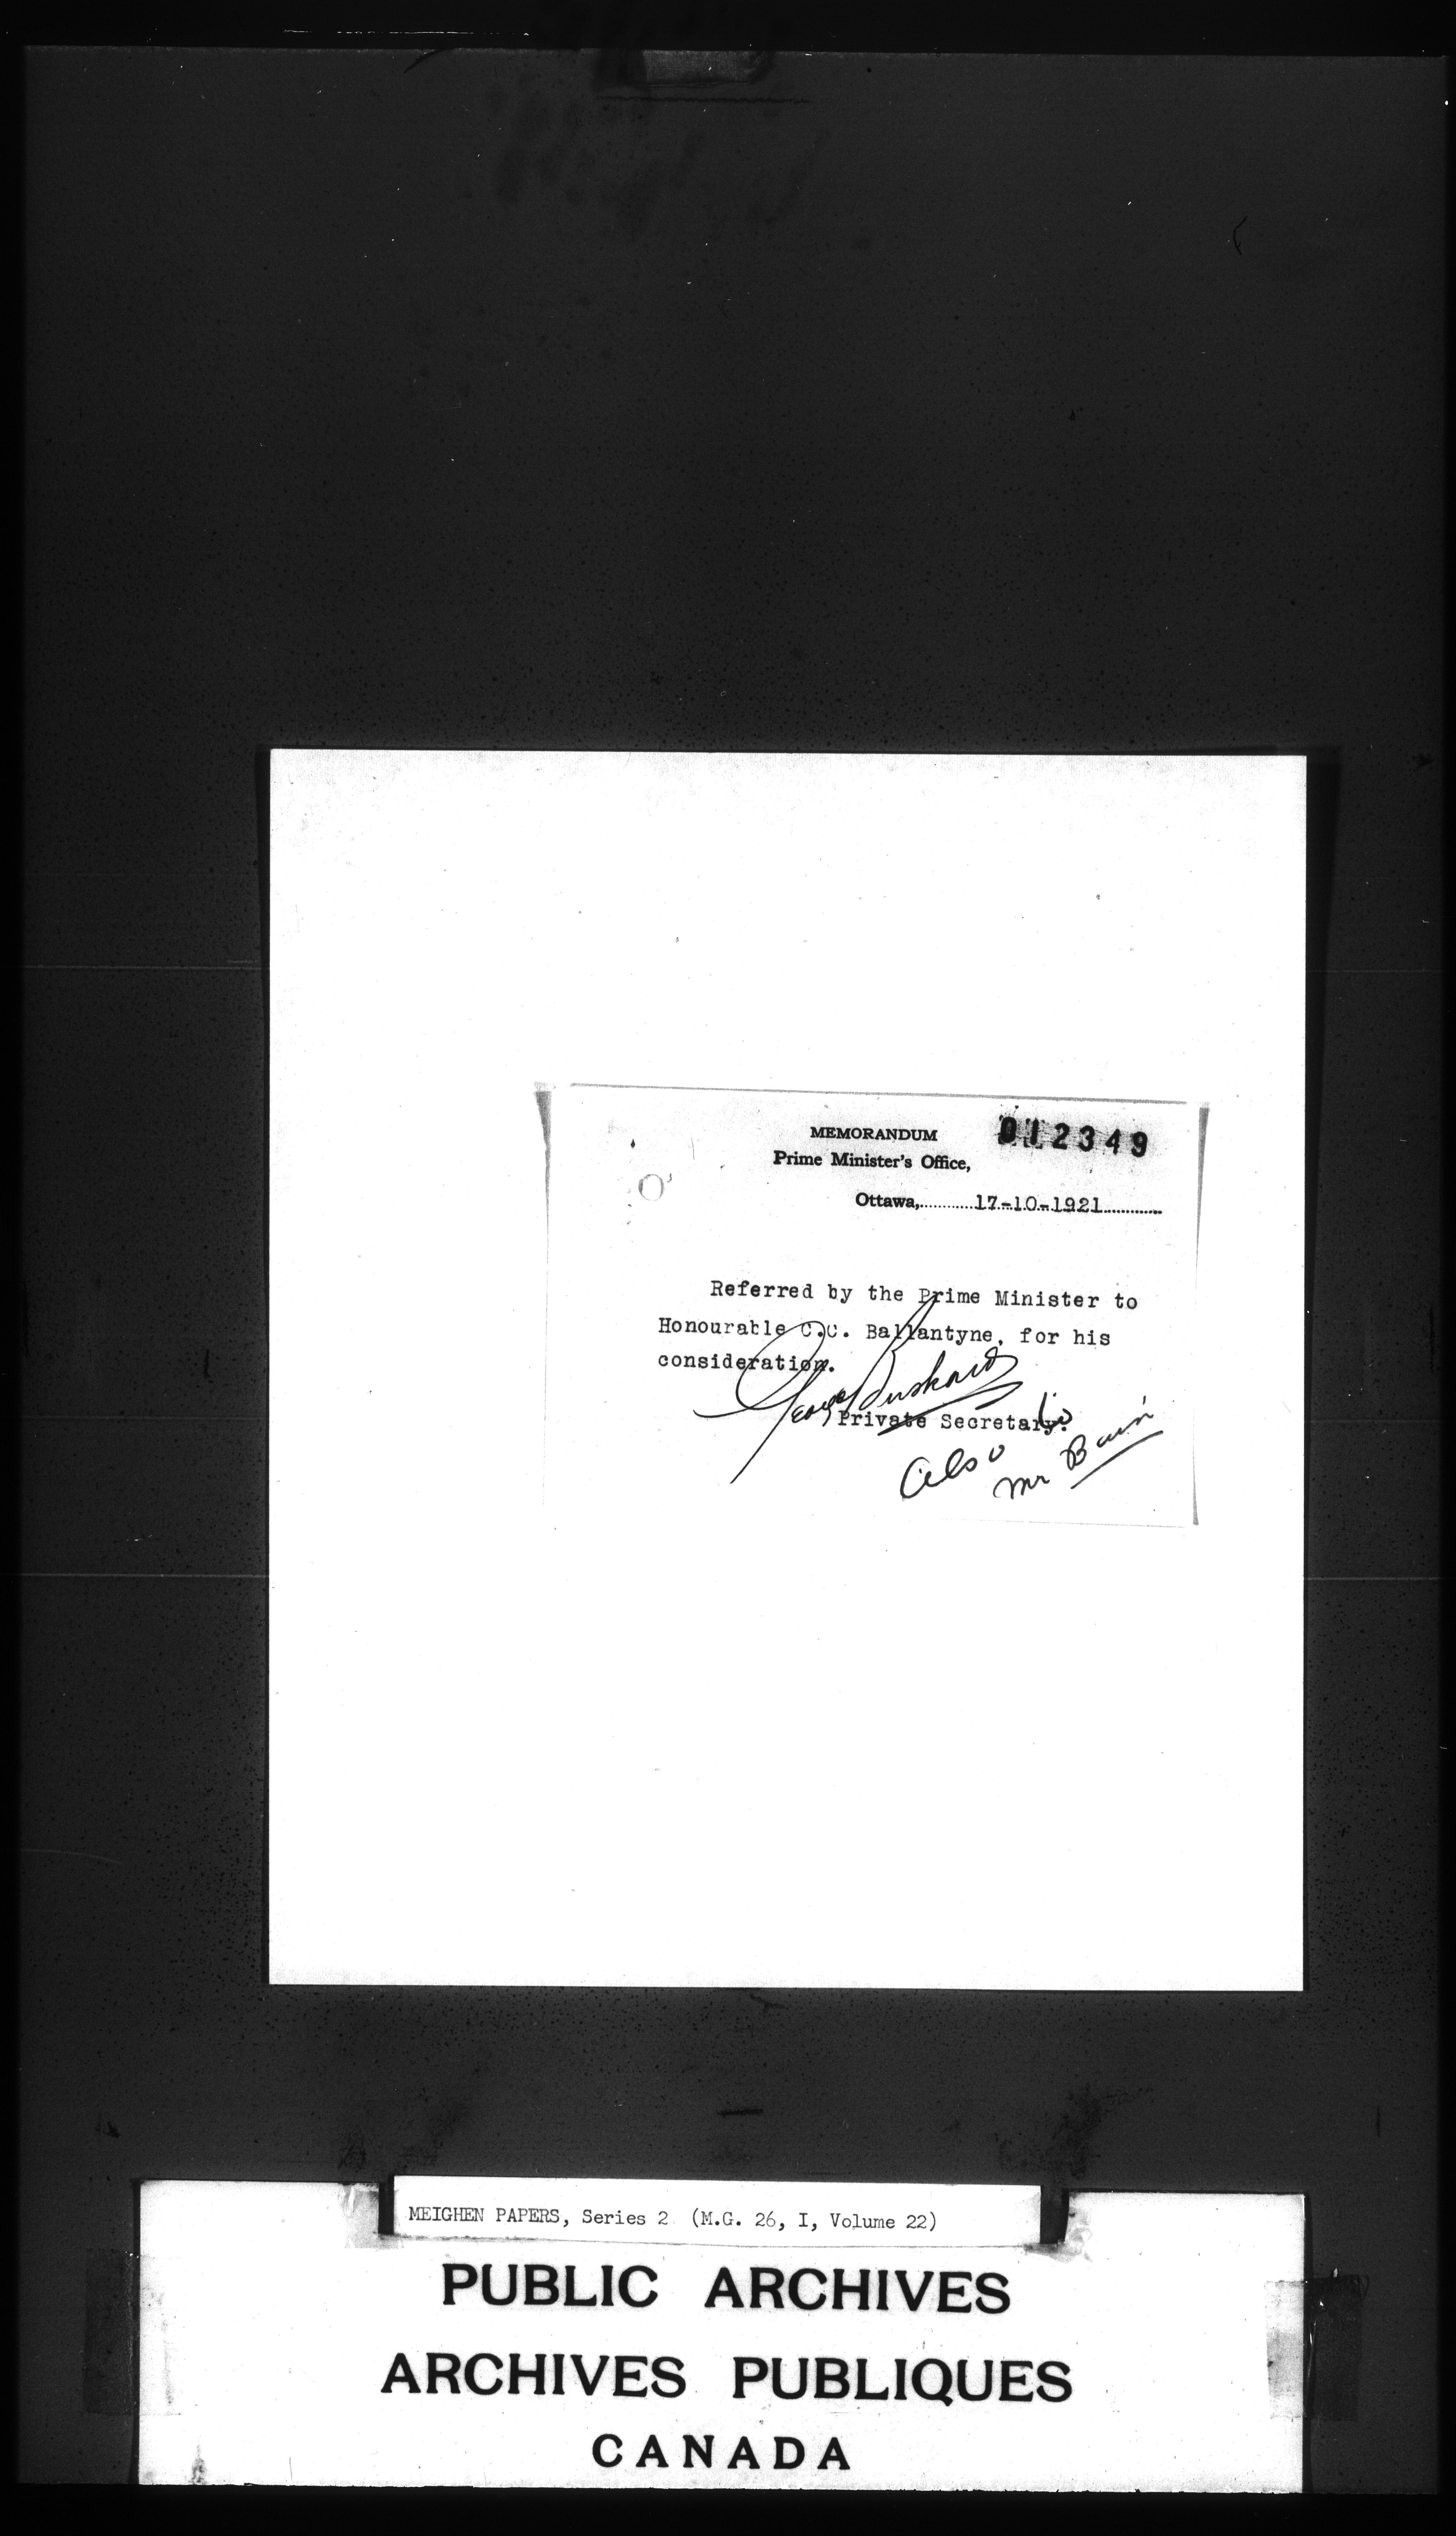 MEMORANDUM
012349
Prime Minister's Office,
Ottawa, 17-10-1921
Referred by the Prime Minister to
Honourable C.C. Ballantyne, for his
consideration.
George Buskard
Private Secretary.
Also to
Mr
MEIGHEN PAPERS, Series 2 (M.G. 26, I, Volume 22)
PUBLIC ARCHIVES
ARCHIVES PUBLIQUES
CANADA